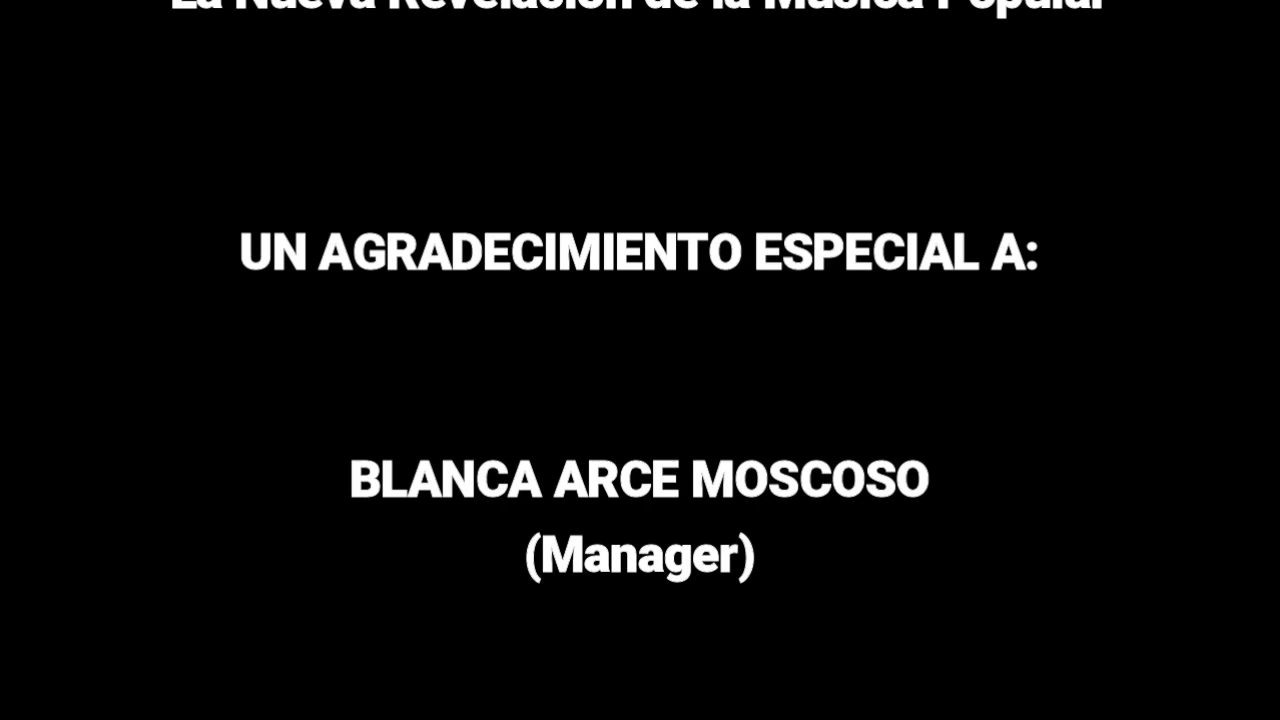 La Nueva Revelación de la Música Popular
UN AGRADECIMIENTO ESPECIAL A:
BLANCA ARCE MOSCOSO
(Manager)